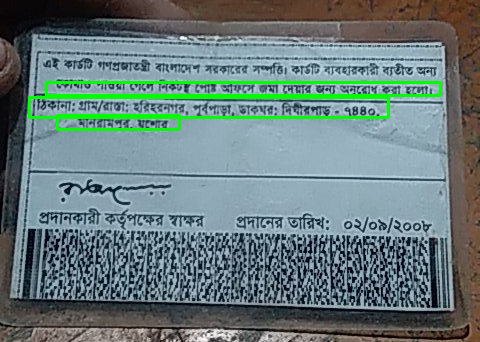 এই কার্ডটি গণপ্রজাতন্ত্রী বাংলাদেশ সরকারের সম্পত্তি। কার্ডটি ব্যবহারকারী ব্যতীত অন্য
কোথাও পাওয়া গেলে নিকটস্থ পোষ্ট অফিসে জমা দেয়ার জন্য অনুরোধ করা হলো।
ঠিকানা: গ্রাম/রাস্তা: হরিহরনগর, পূর্বপাড়া, ডাকঘর: দিঘীরপাড় - ৭৪৪০,
মনিরামপুর, যশোর
প্রদানকারী কর্তৃপক্ষের স্বাক্ষর প্রদানের তারিখ: ০২/০৯/২০০৮